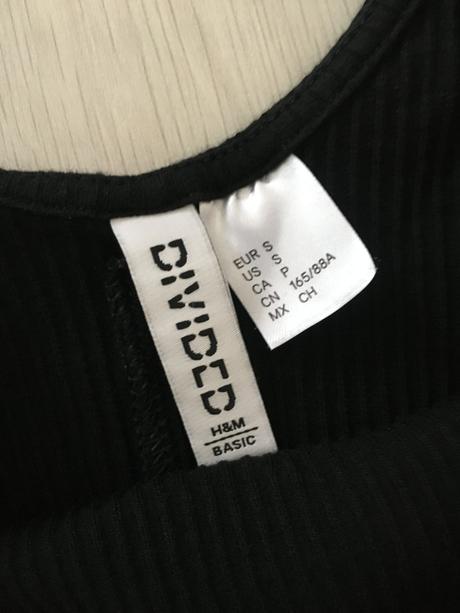 DIVIDED
H&M
BASIC
EUR S
US S
CA P
CN 165/88A
MX CH